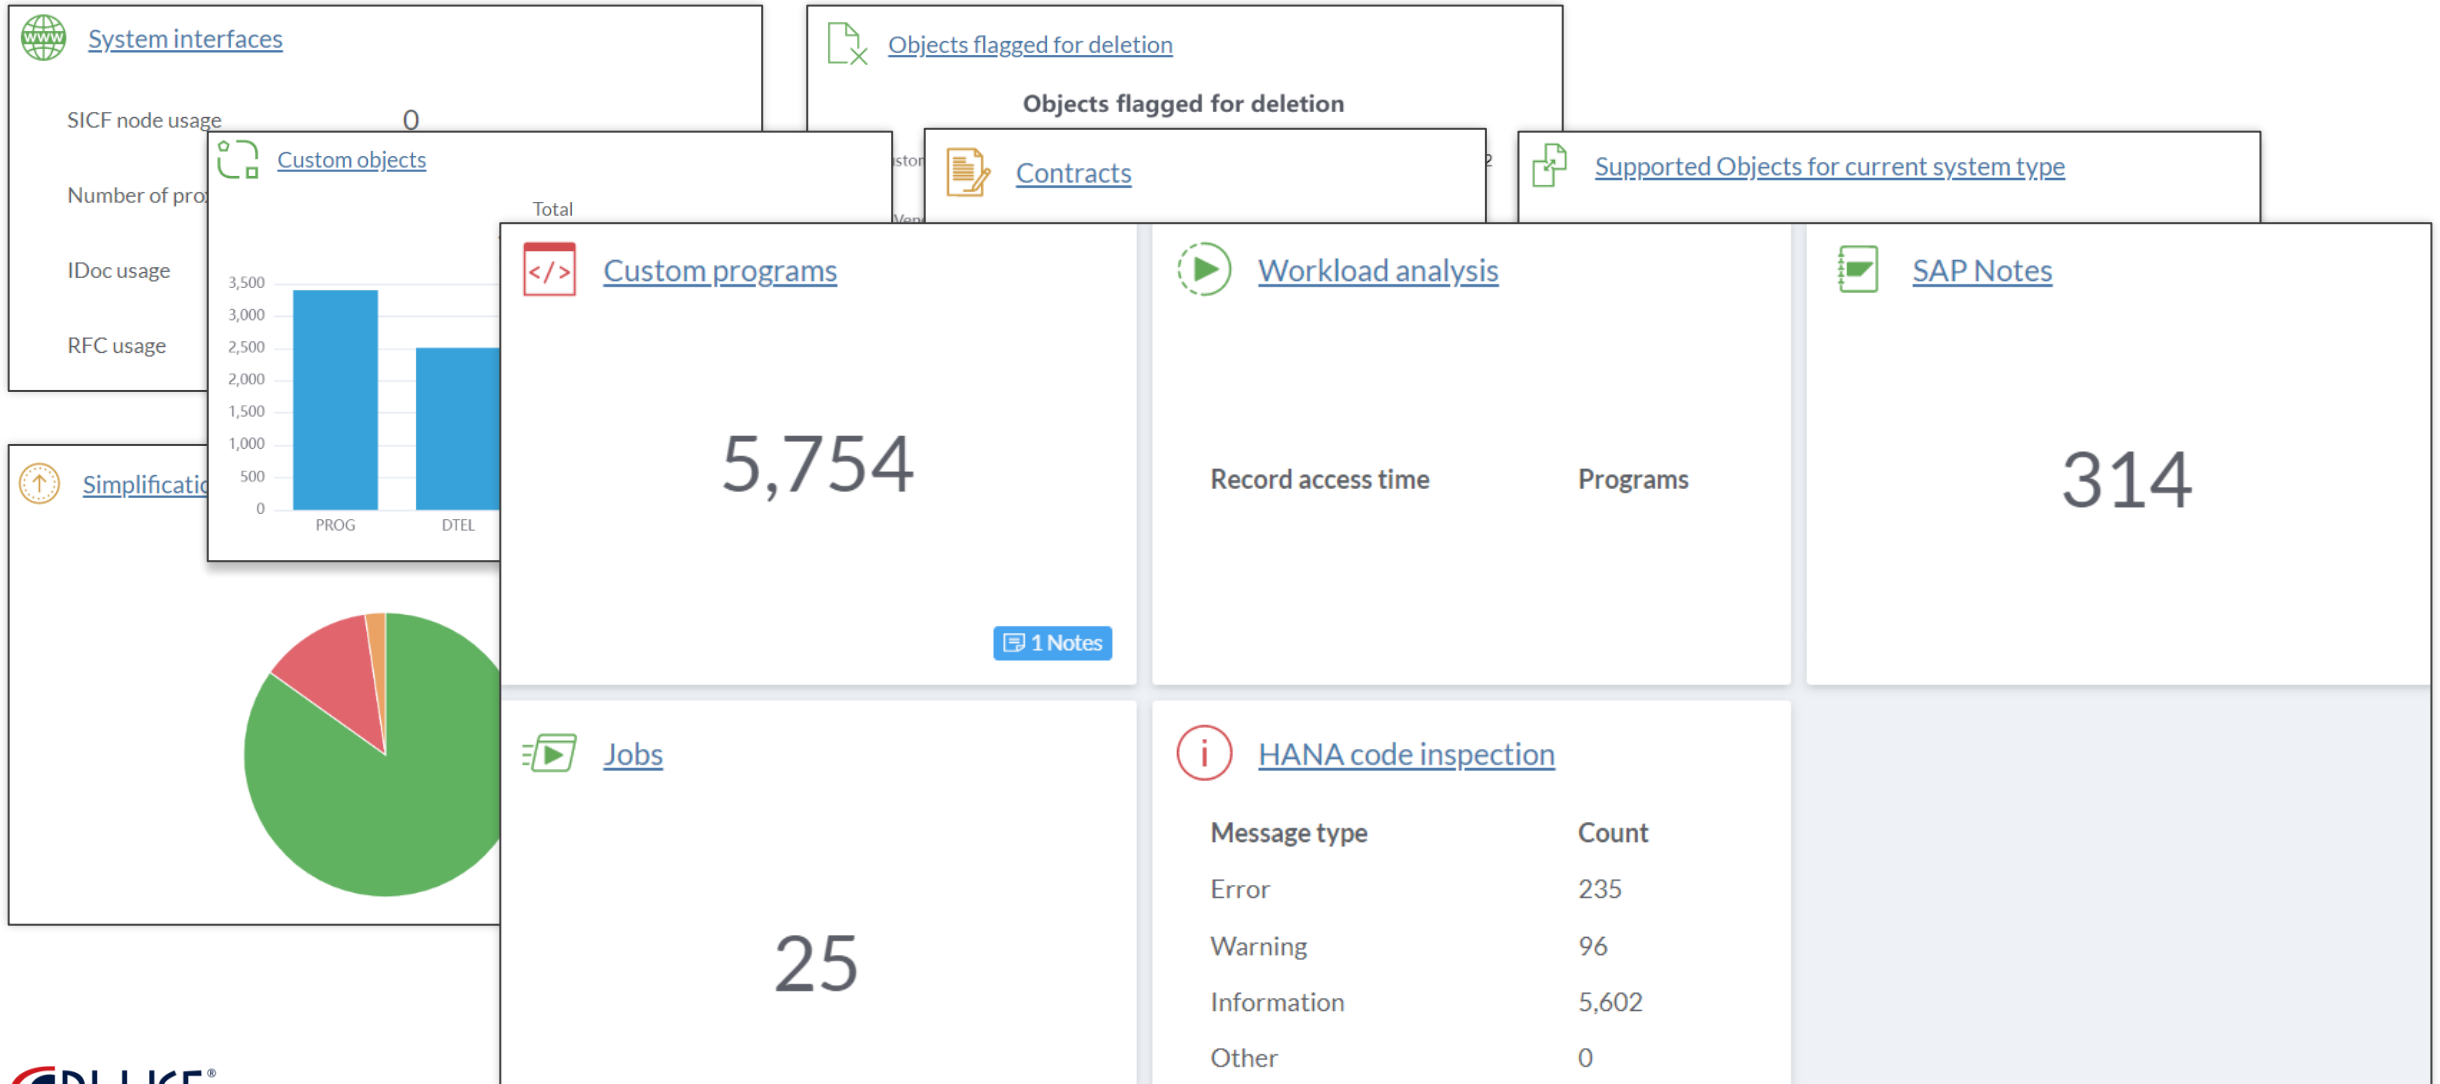 System interfaces
SICF node usage 0
Number of
IDoc usage
RFC usage
Objects flagged for deletion
Objects flagged for deletion
Custom objects
Total
3,500
3,000
2,500
2,000
1,500
1,000
500
0
PROG DTEL
Contracts
Supported Objects for current system type
Custom programs
5,754
1 Notes
Workload analysis
Record access time Programs
SAP Notes
314
Jobs
25
HANA code inspection
Message type Count
Error 235
Warning 96
Information 5,602
Other 0